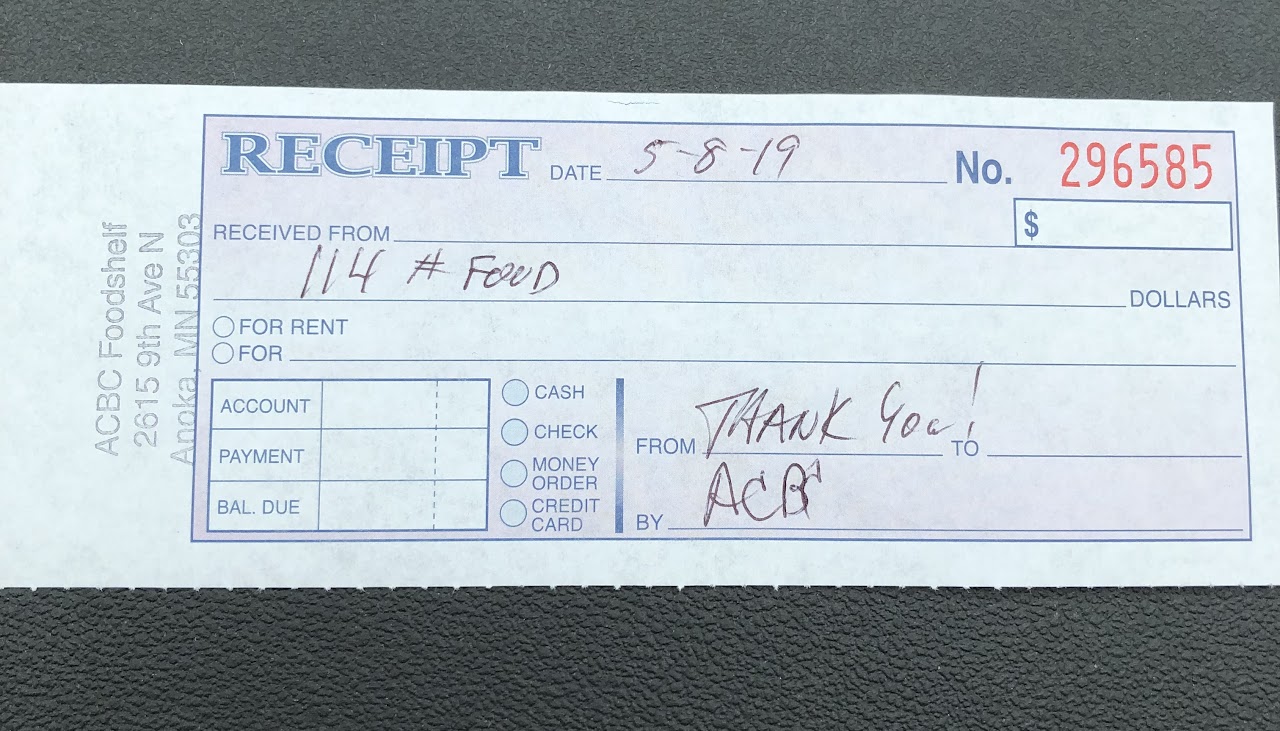 RECEIPT DATE 5-8-19 No. 296585
RECEIVED FROM $
114 # FOOD DOLLARS
FOR RENT
FOR
ACCOUNT
PAYMENT
BAL. DUE
CASH
CHECK
MONEY
ORDER
CREDIT
CARD
FROM THANK You! TO
BY ACBC
ACBC Foodshelf
2615 9th Ave N
Anoka, MN 55303